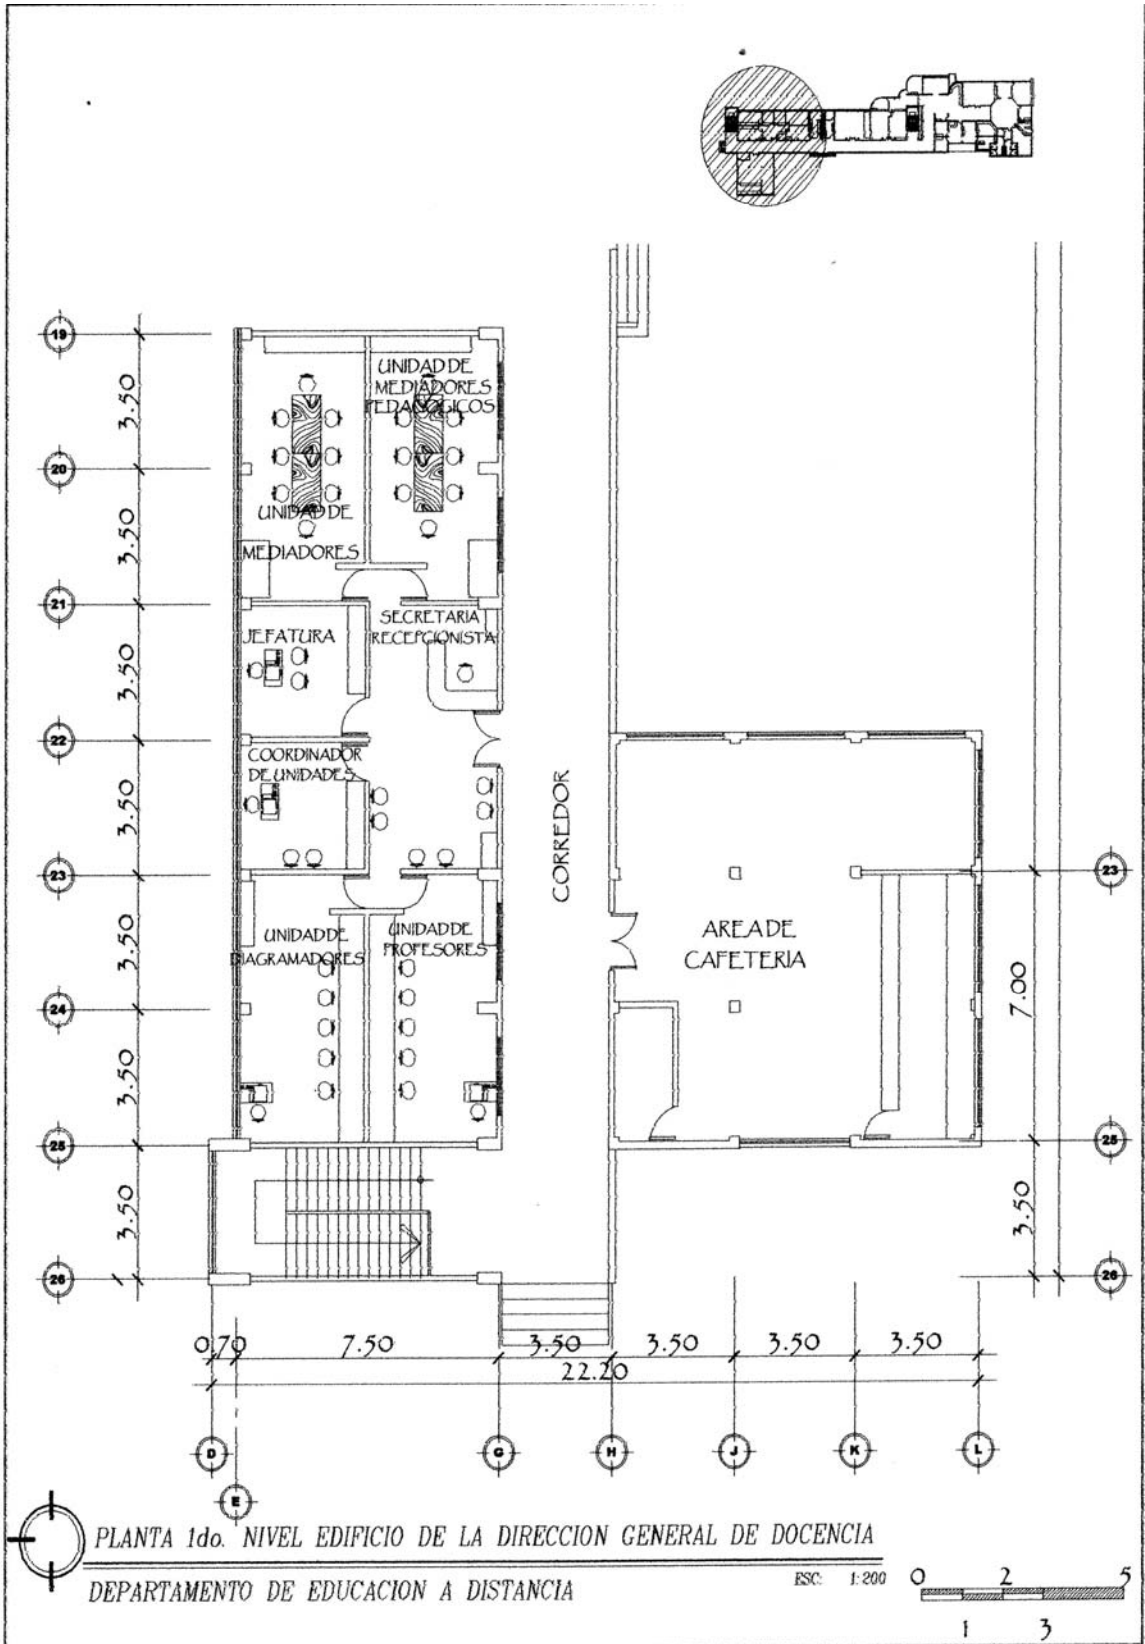 19
3.50
20
3.50
21
3.50
22
3.50
23
3.50
24
3.50
25
3.50
26
UNIDAD DE
MEDIADORES
PEDAGOGICOS
UNIDAD DE
MEDIADORES
JEFATURA
SECRETARIA
RECEPCIONISTA
COORDINADOR
DE UNIDADES
UNIDAD DE
DIAGRAMADORES
UNIDAD DE
PROFESORES
CORREDOR
AREA DE
CAFETERIA
23
7.00
25
3.50
26
0.70 7.50 3.50 3.50 3.50 3.50
22.20
D G H J K L
E
PLANTA 1do. NIVEL EDIFICIO DE LA DIRECCION GENERAL DE DOCENCIA
DEPARTAMENTO DE EDUCACION A DISTANCIA
ESC: 1:200
0 2 5
1 3